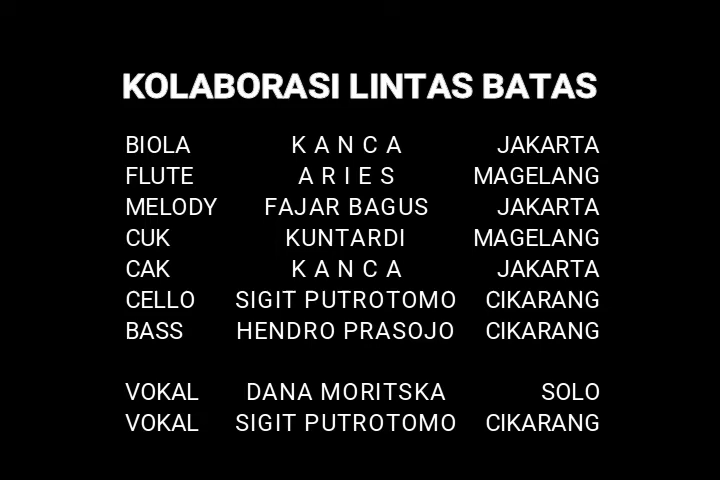 KOLABORASI LINTAS BATAS
BIOLA K A N C A JAKARTA
FLUTE A R I E S MAGELANG
MELODY FAJAR BAGUS JAKARTA
CUK KUNTARDI MAGELANG
CAK K A N C A JAKARTA
CELLO SIGIT PUTROTOMO CIKARANG
BASS HENDRO PRASOJO CIKARANG
VOKAL DANA MORITSKA SOLO
VOKAL SIGIT PUTROTOMO CIKARANG